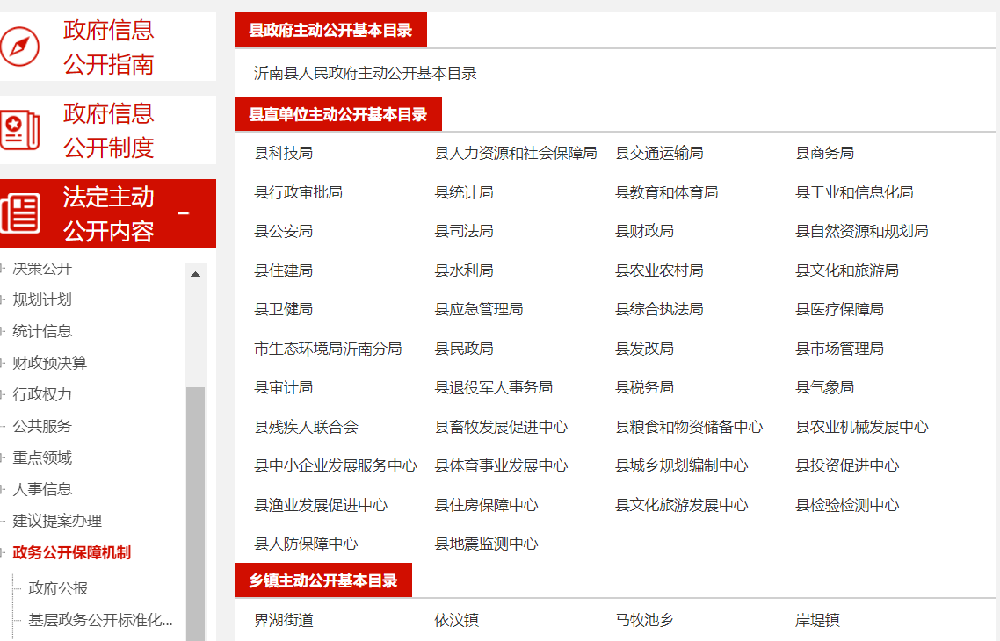 政府信息
公开指南
政府信息
公开制度
法定主动
公开内容
决策公开
规划计划
统计信息
财政预决算
行政权力
公共服务
重点领域
人事信息
建议提案办理
政务公开保障机制
政府公报
基层政务公开标准化...
县政府主动公开基本目录
沂南县人民政府主动公开基本目录
县直单位主动公开基本目录
县科技局 县人力资源和社会保障局 县交通运输局 县商务局
县行政审批局 县统计局 县教育和体育局 县工业和信息化局
县公安局 县司法局 县财政局 县自然资源和规划局
县住建局 县水利局 县农业农村局 县文化和旅游局
县卫健局 县应急管理局 县综合执法局 县医疗保障局
市生态环境局沂南分局 县民政局 县发改局 县市场管理局
县审计局 县退役军人事务局 县税务局 县气象局
县残疾人联合会 县畜牧发展促进中心 县粮食和物资储备中心 县农业机械发展中心
县中小企业发展服务中心 县体育事业发展中心 县城乡规划编制中心 县投资促进中心
县渔业发展促进中心 县住房保障中心 县文化旅游发展中心 县检验检测中心
县人防保障中心 县地震监测中心
乡镇主动公开基本目录
界湖街道 依汶镇 马牧池乡 岸堤镇